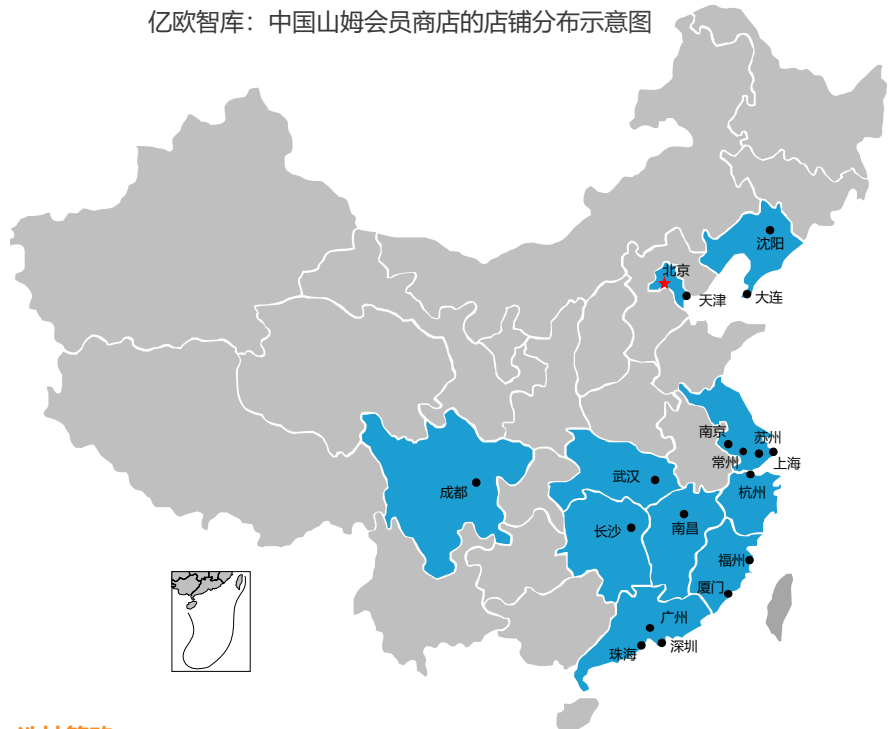 亿欧智库：中国山姆会员商店的店铺分布示意图
沈阳
北京
天津
大连
南京
苏州
常州
上海
杭州
武汉
成都
长沙
南昌
福州
厦门
广州
珠海
深圳